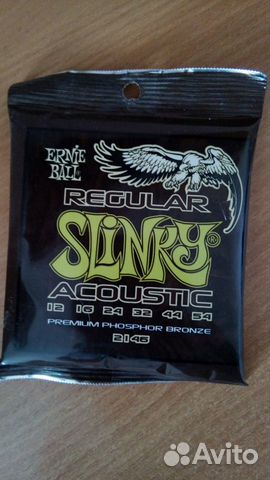 ERNIE
BALL
REGULAR
SLINKY®
ACOUSTIC
12 16 24 32 44 54
PREMIUM PHOSPHOR BRONZE
2146
Avito